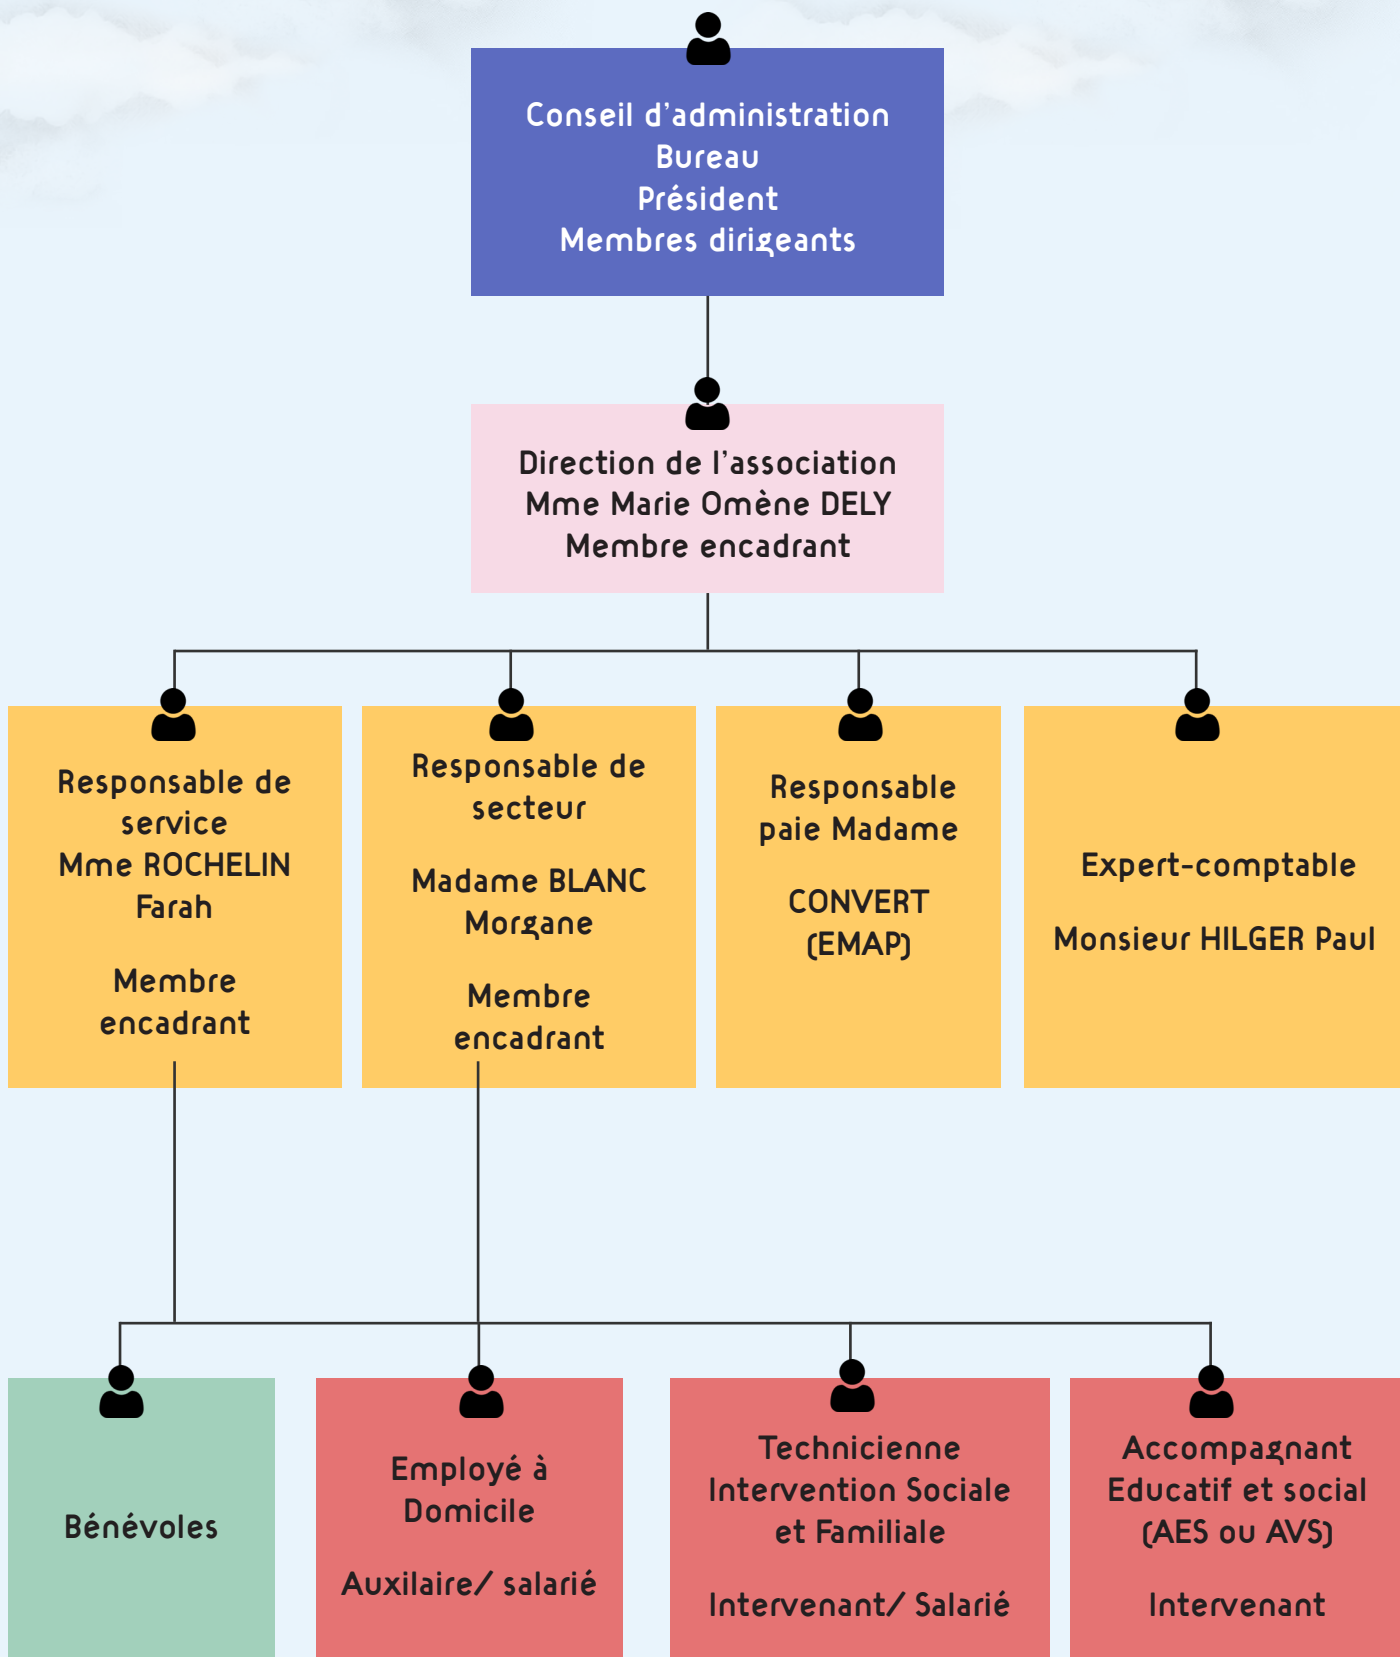 Conseil d'administration
Bureau
Président
Membres dirigeants
Direction de l'association
Mme Marie Omène DELY
Membre encadrant
Responsable de
service
Mme ROCHELIN
Farah
Membre
encadrant
Responsable de
secteur
Madame BLANC
Morgane
Membre
encadrant
Responsable
paie Madame
CONVERT
(EMAP)
Expert-comptable
Monsieur HILGER Paul
Bénévoles
Employé à
Domicile
Auxilaire/ salarié
Technicienne
Intervention Sociale
et Familiale
Intervenant/ Salarié
Accompagnant
Educatif et social
(AES ou AVS)
Intervenant